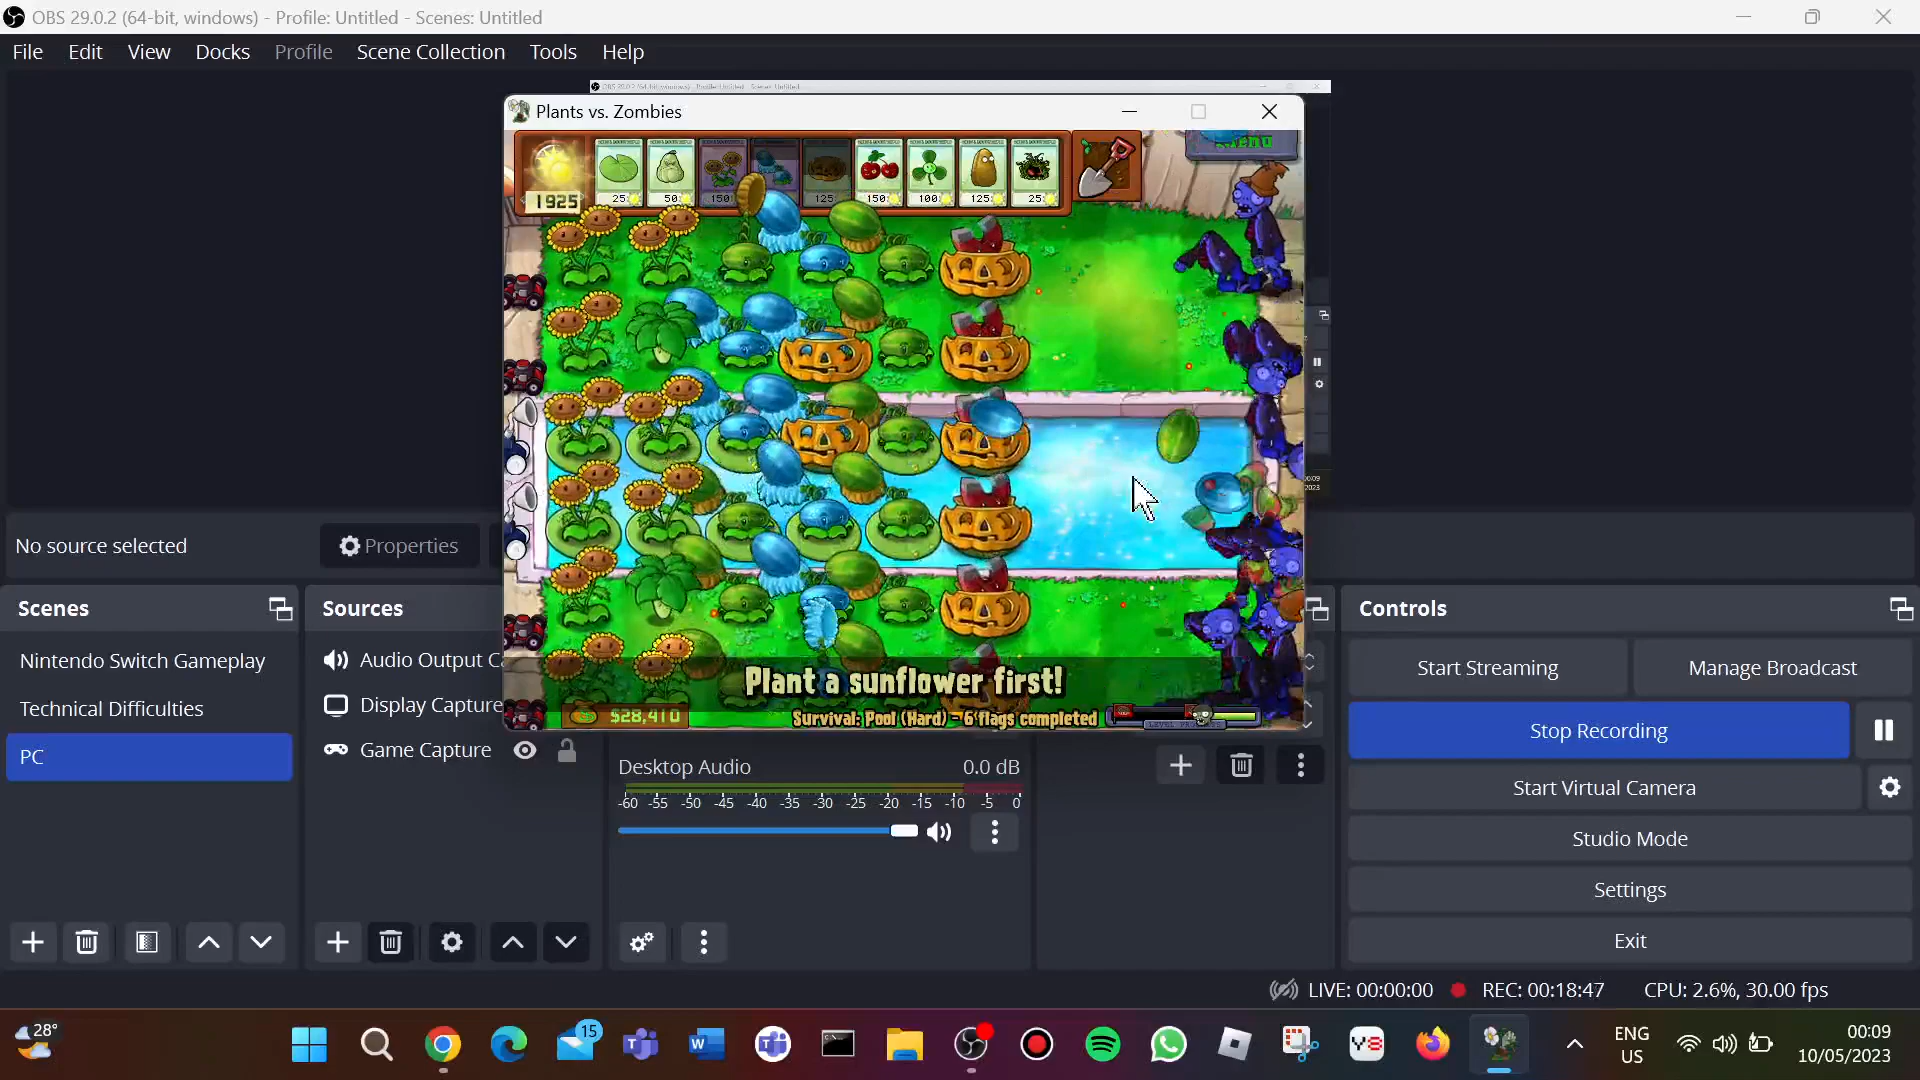 OBS 29.0.2 (64-bit, windows) - Profile: Untitled - Scenes: Untitled
File Edit View Docks Profile Scene Collection Tools Help
Plants vs. Zombies
1925 25 50 150 125 150 100 125 25
Plant a sunflower first!
$28,410 Survival: Pool (Hard) - 6 flags completed
No source selected
Properties
Scenes
Sources
Controls
Nintendo Switch Gameplay
Technical Difficulties
PC
Audio Output Ca
Display Capture
Game Capture
Desktop Audio 0.0 dB
-60 -55 -50 -45 -40 -35 -30 -25 -20 -15 -10 -5 0
Start Streaming Manage Broadcast
Stop Recording
Start Virtual Camera
Studio Mode
Settings
Exit
LIVE: 00:00:00 REC: 00:18:47 CPU: 2.6%, 30.00 fps
28°
15
ENG
US
00:09
10/05/2023